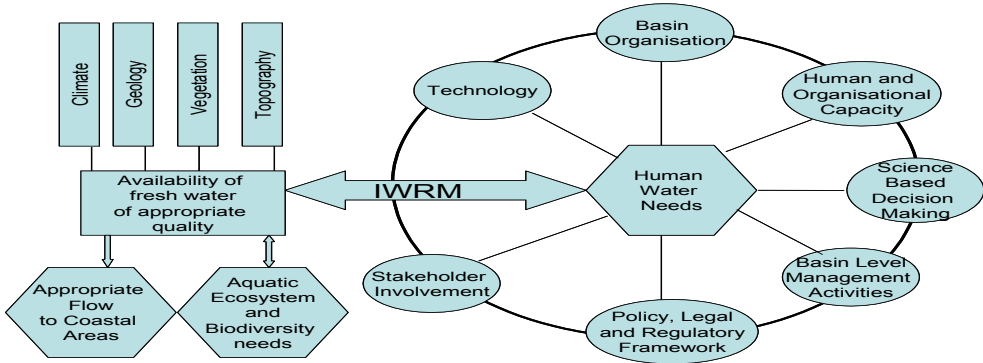 Climate
Geology
Vegetation
Topography
Availability of
fresh water
of appropriate
quality
Appropriate
Flow
to Coastal
Areas
Aquatic
Ecosystem
and
Biodiversity
needs
IWRM
Human
Water
Needs
Basin
Organisation
Human and
Organisational
Capacity
Science
Based
Decision
Making
Basin Level
Management
Activities
Policy, Legal
and Regulatory
Framework
Stakeholder
Involvement
Technology